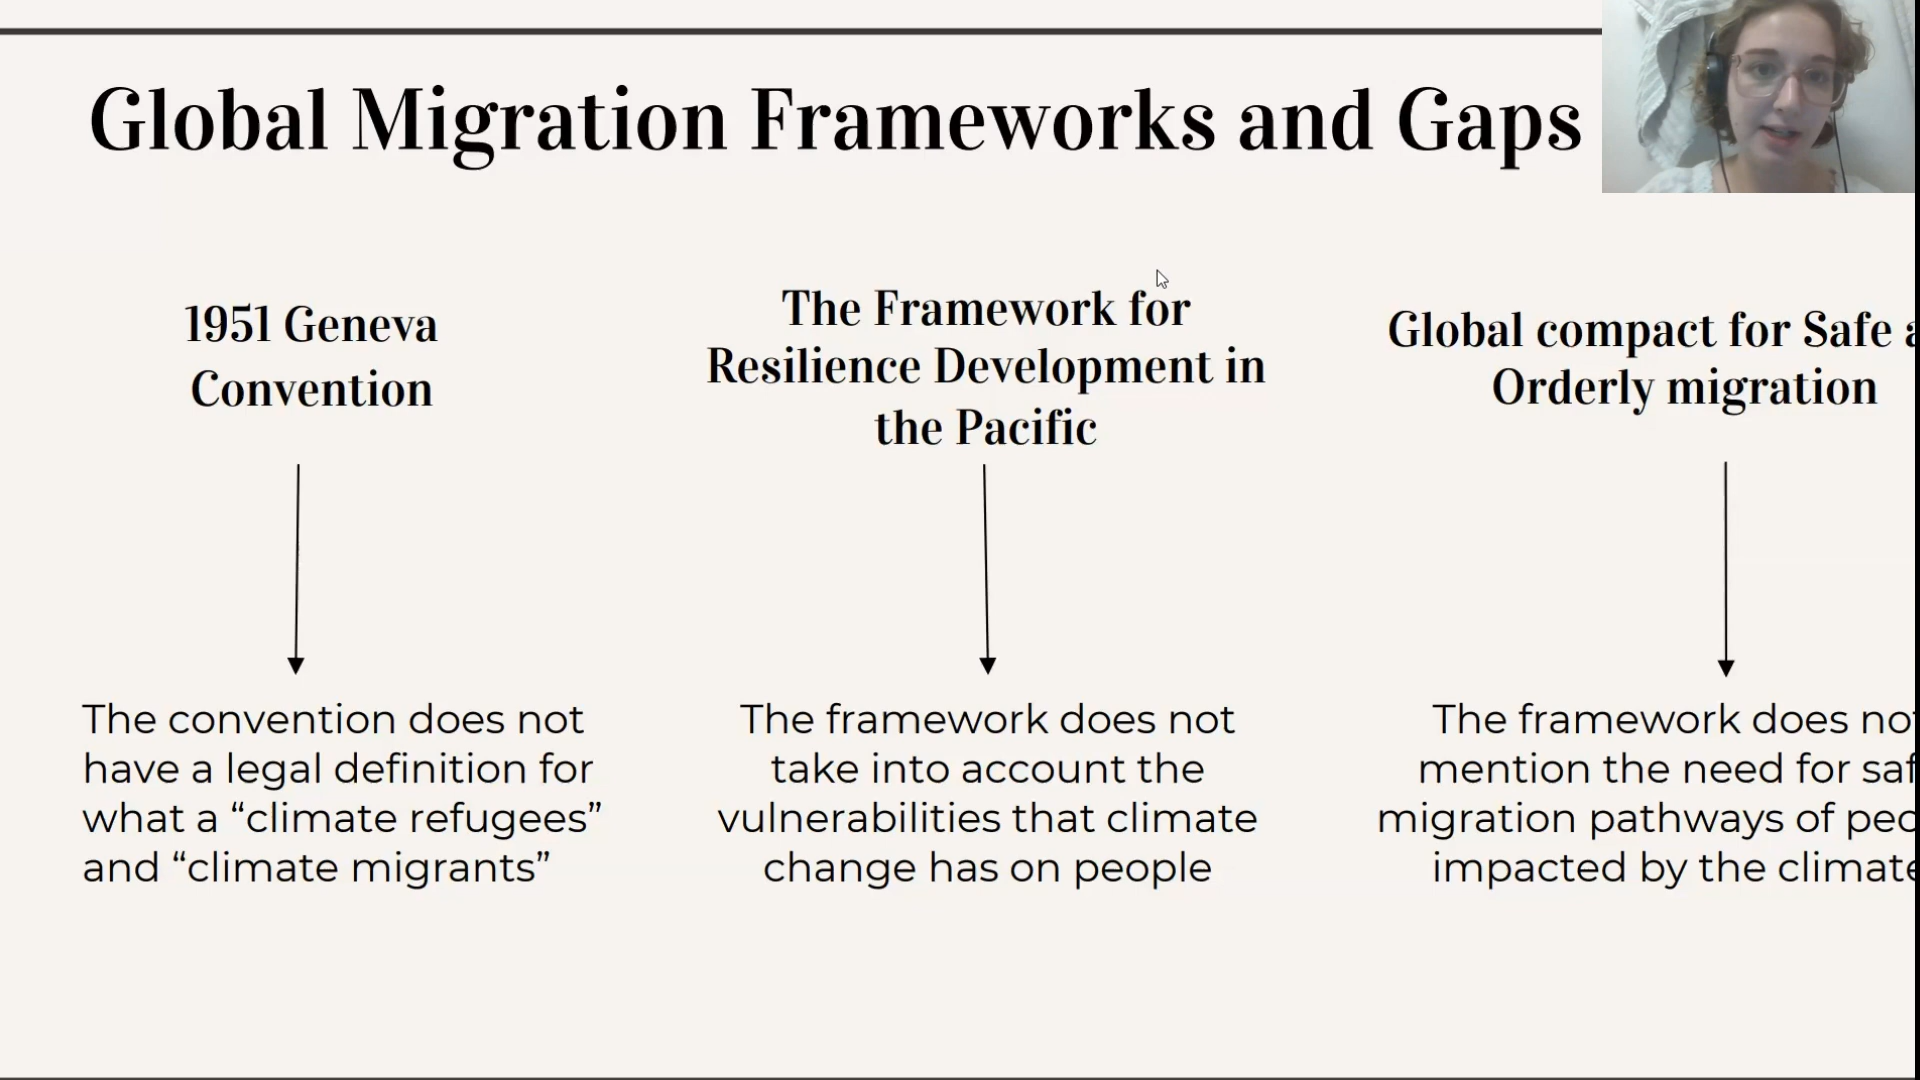 Global Migration Frameworks and Gaps
1951 Geneva
Convention
The Framework for
Resilience Development in
the Pacific
Global compact for Safe
Orderly migration
The convention does not
have a legal definition for
what a “climate refugees”
and “climate migrants”
The framework does not
take into account the
vulnerabilities that climate
change has on people
The framework does
mention the need for
migration pathways of
impacted by the climate